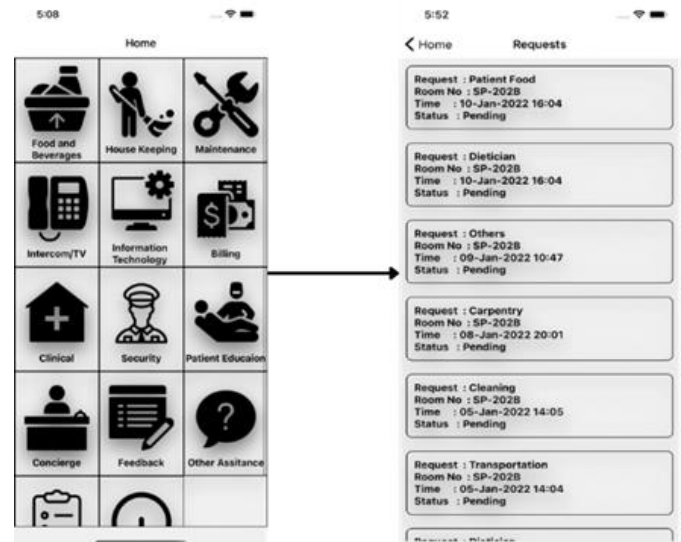 5:08
Home
Food and
Beverages
House Keeping
Maintenance
Intercom/TV
Information
Technology
Billing
Clinical
Security
Patient Educaion
Concierge
Feedback
Other Assitance
5:52
Home
Requests
Request : Patient Food
Room No : SP-202B
Time : 10-Jan-2022 16:04
Status : Pending
Request : Dietician
Room No : SP-202B
Time : 10-Jan-2022 16:04
Status : Pending
Request : Others
Room No : SP-202B
Time : 09-Jan-2022 10:47
Status : Pending
Request : Carpentry
Room No : SP-202B
Time : 08-Jan-2022 20:01
Status : Pending
Request : Cleaning
Room No : SP-202B
Time : 05-Jan-2022 14:05
Status : Pending
Request : Transportation
Room No : SP-202B
Time : 05-Jan-2022 14:04
Status : Pending